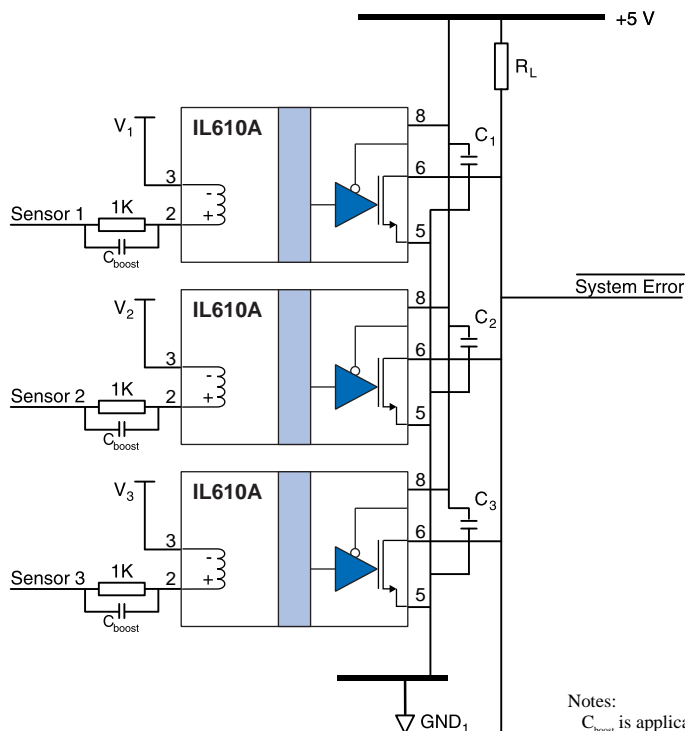 +5 V
R_L
IL610A
8
V_1
C_1
3
6
-
1K
Sensor 1
2
+
5
C_boost
System Error
IL610A
8
V_2
C_2
3
6
-
1K
Sensor 2
2
+
5
C_boost
IL610A
8
V_3
C_3
3
6
-
1K
Sensor 3
2
+
5
C_boost
GND_1
Notes:
C_boost is